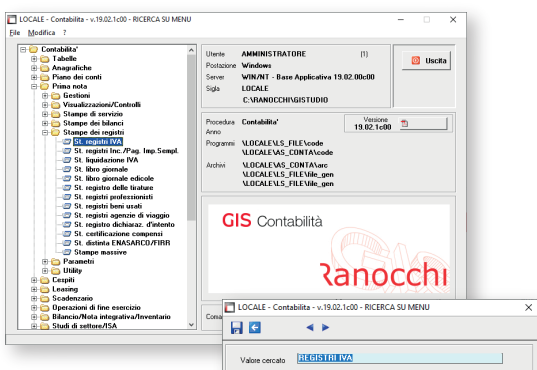 LOCALE - Contabilita - v.19.02.1c00 - RICERCA SU MENU
File Modifica ?
Contabilita'
Tabelle
Anagrafiche
Piano dei conti
Prima nota
Gestioni
Visualizzazioni/Controlli
Stampe di servizio
Stampe dei bilanci
Stampe dei registri
St. registri IVA
St. registri Inc./Pag. Imp.Sempl.
St. liquidazione IVA
St. libro giornale
St. libro giornale edicole
St. registro delle tirature
St. registri professionisti
St. registri beni usati
St. registri agenzie di viaggio
St. registro dichiaraz. d'intento
St. certificazione compensi
St. distinta ENASARCO/FIRR
Stampe massive
Parametri
Utility
Cespiti
Leasing
Scadenzario
Operazioni di fine esercizio
Bilancio/Nota integrativa/Inventario
Studi di settore/ISA
Utente AMMINISTRATORE (1)
Postazione Windows
Server WIN/NT - Base Applicativa 19.02.00c00
Sigla LOCALE
C:\RANOCCHI\GISTUDIO
Uscita
Procedura Contabilita'
Anno
Versione
19.02.1c00
Programmi \LOCALE\LS_FILE\code
\LOCALE\AS_CONTA\code
Archivi \LOCALE\AS_CONTA\arc
\LOCALE\LS_FILE\file_gen
\LOCALE\LS_FILE\file_gen
GIS Contabilità
Ranocchi
Coma
LOCALE - Contabilita - v.19.02.1c00 - RICERCA SU MENU
Valore cercato REGISTRI IVA